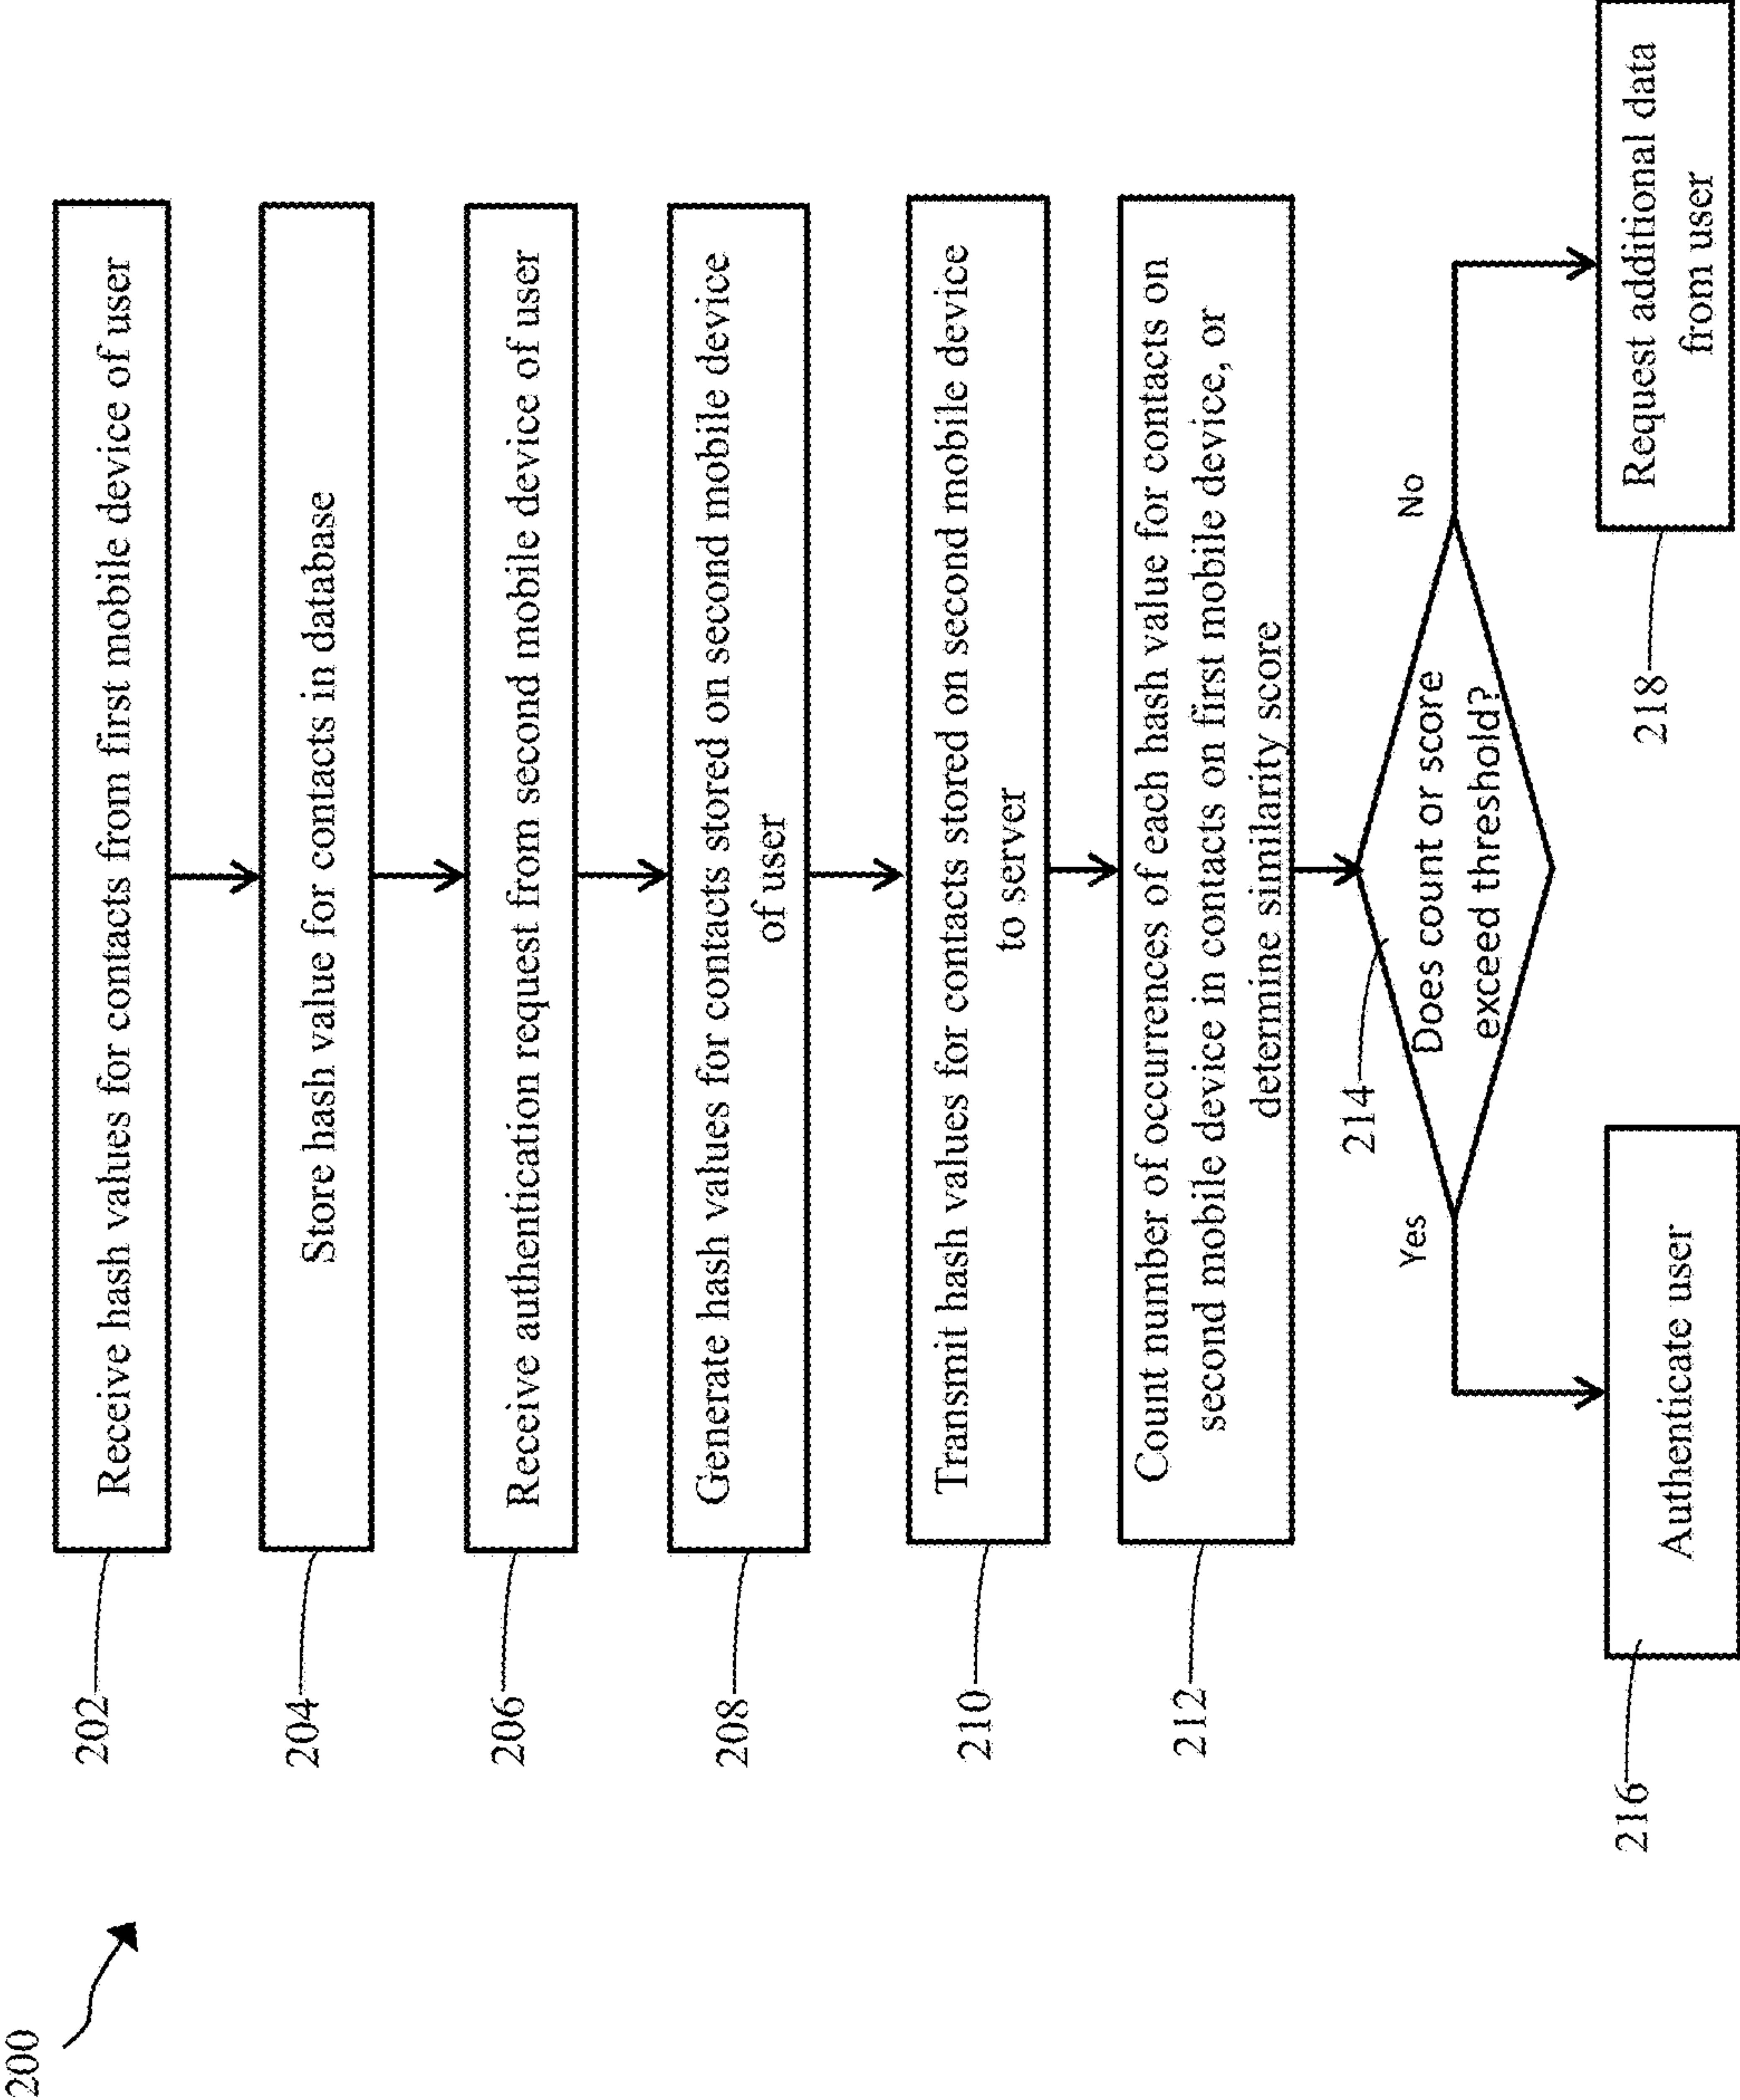 200
202
Receive hash values for contacts from first mobile device of user
204
Store hash value for contacts in database
206
Receive authentication request from second mobile device of user
208
Generate hash values for contacts stored on second mobile device
of user
210
Transmit hash values for contacts stored on second mobile device
to server
212
Count number of occurrences of each hash value for contacts on
second mobile device in contacts on first mobile device, or
determine similarity score
214
Does count or score
exceed threshold?
Yes
No
216
Authenticate user
218
Request additional data
from user